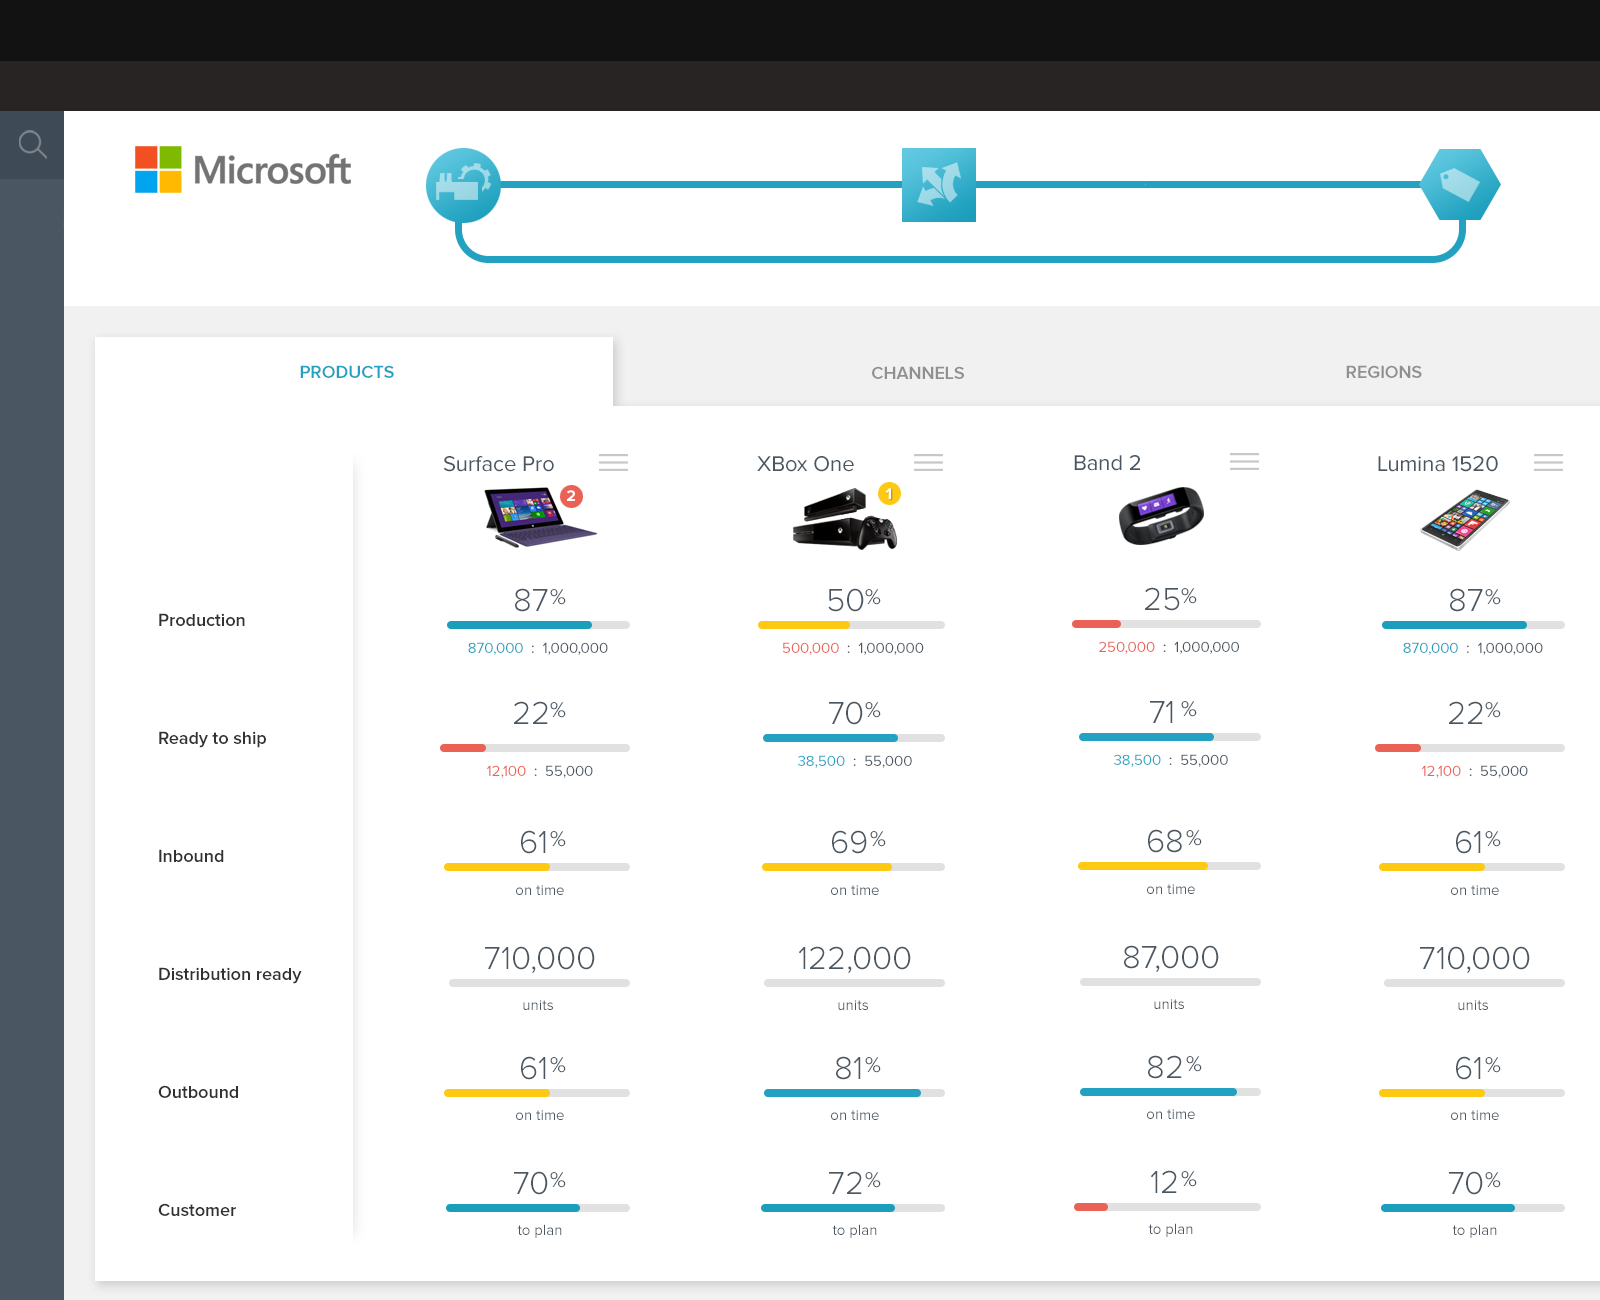 Microsoft
PRODUCTS CHANNELS REGIONS
Surface Pro XBox One Band 2 Lumina 1520
2 1
Production 87% 50% 25% 87%
870,000 : 1,000,000 500,000 : 1,000,000 250,000 : 1,000,000 870,000 : 1,000,000
Ready to ship 22% 70% 71% 22%
12,100 : 55,000 38,500 : 55,000 38,500 : 55,000 12,100 : 55,000
Inbound 61% 69% 68% 61%
on time on time on time on time
Distribution ready 710,000 122,000 87,000 710,000
units units units units
Outbound 61% 81% 82% 61%
on time on time on time on time
Customer 70% 72% 12% 70%
to plan to plan to plan to plan